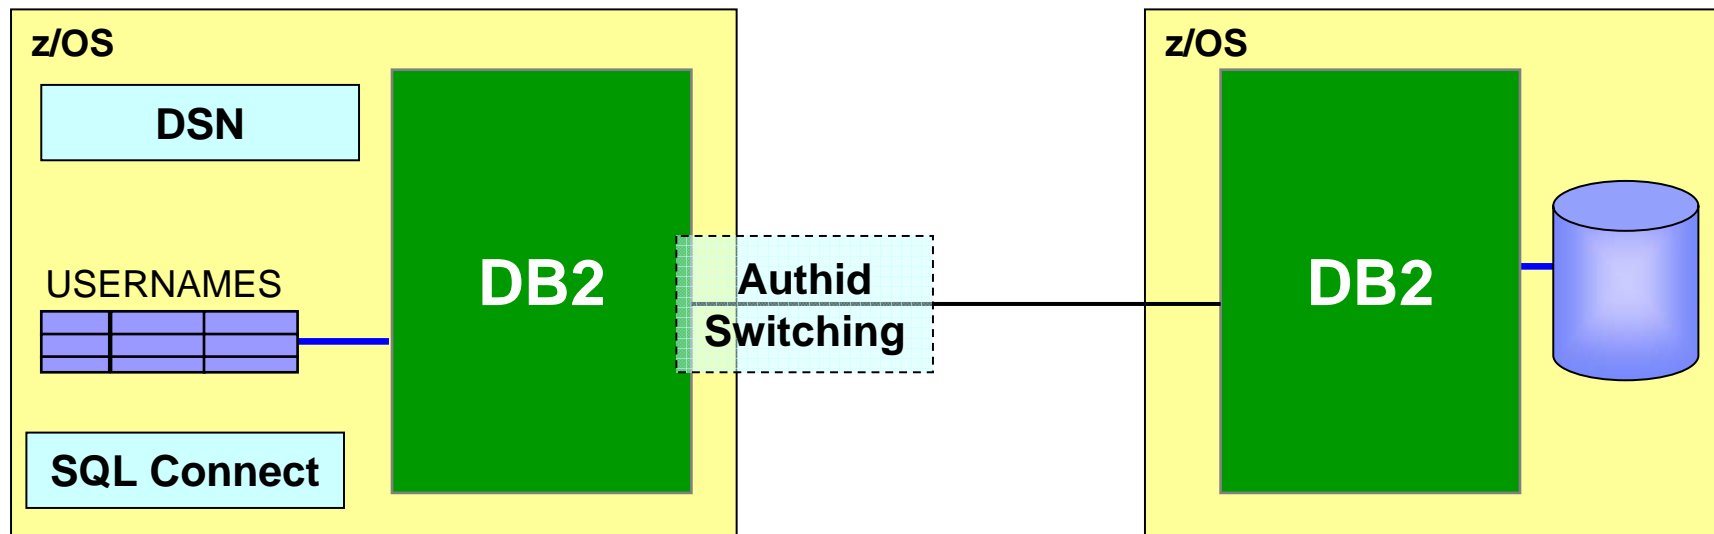 z/OS
DSN
USERNAMES
SQL Connect
DB2
Authid
Switching
z/OS
DB2